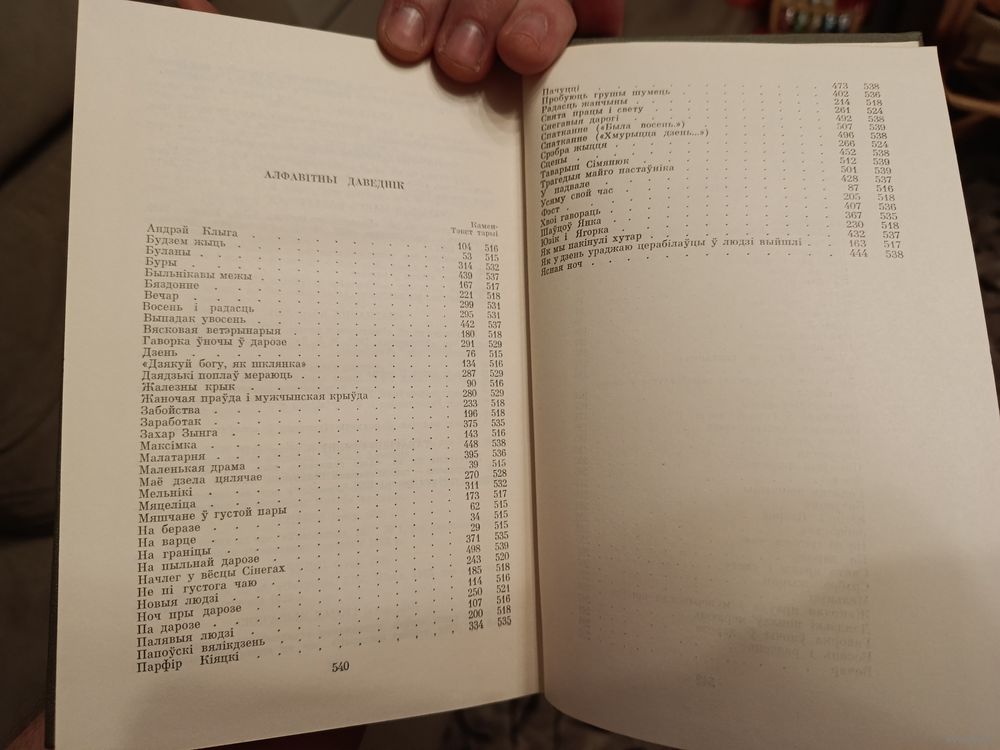 АЛФАВІТНЫ ДАВЕДНІК
Камен-
Тэкст тарыі
Андрэй Клыга . . . 104 516
Будзем жыць . . . 53 515
Буланы . . . 314 532
Буры . . . 439 537
Быльнікавы межы . . . 167 517
Бяздонне . . . 221 518
Вечар . . . 299 531
Восень і радасць . . . 295 531
Выпадак увосень . . . 442 537
Вясковая ветэрынарыя . . . 180 518
Гаворка ўночы ў дарозе . . . 291 529
Дзень . . . 76 515
«Дзякуй богу, як шклянка» . . . 134 516
Дзядзькі поплаў мераюць . . . 287 529
Жалезны крык . . . 90 516
Жаночая праўда і мужчынская крыўда . . . 280 529
Забойства . . . 233 518
Заработак . . . 196 518
Захар Зынга . . . 375 535
Максімка . . . 143 516
Малатарня . . . 448 538
Маленькая драма . . . 395 536
Маё дзела цялячае . . . 39 515
Мельнікі . . . 270 528
Мяцеліца . . . 311 532
Мяшчане ў густой пары . . . 173 517
На беразе . . . 62 515
На варце . . . 34 515
На граніцы . . . 29 515
На пыльнай дарозе . . . 371 535
Начлег у вёсцы Сінегах . . . 498 539
Не пі густога чаю . . . 243 520
Новыя людзі . . . 185 518
Ноч пры дарозе . . . 114 516
Па дарозе . . . 250 521
Палявыя людзі . . . 107 516
Папоўскі вялікдзень . . . 200 518
Парфір Кіяцкі . . . 334 535
540
Пачуцці . . . 473 538
Пробуюць грушы шумець . . . 402 536
Радасць жанчыны . . . 214 518
Свята працы і свету . . . 261 524
Снегавыя дарогі . . . 492 538
Спатканне («Была восень.») . . . 507 539
Спатканне («Хмурыцца дзень...») . . . 496 538
Срэбра жыцця . . . 266 524
Сцены . . . 452 538
Таварыш Сімянюк . . . 512 539
Трагедыя майго настаўніка . . . 501 539
У падвале . . . 428 537
Усяму свой час . . . 87 516
Фэст . . . 205 518
Хвоі гавораць . . . 407 536
Шаўцоў Янка . . . 367 535
Юзік і Ягорка . . . 230 518
Як мы пакінулі хутар . . . 432 537
Як у дзень ураджаю церабілаўцы ў людзі выйшлі . . . 163 517
Ясная ноч . . . 444 538